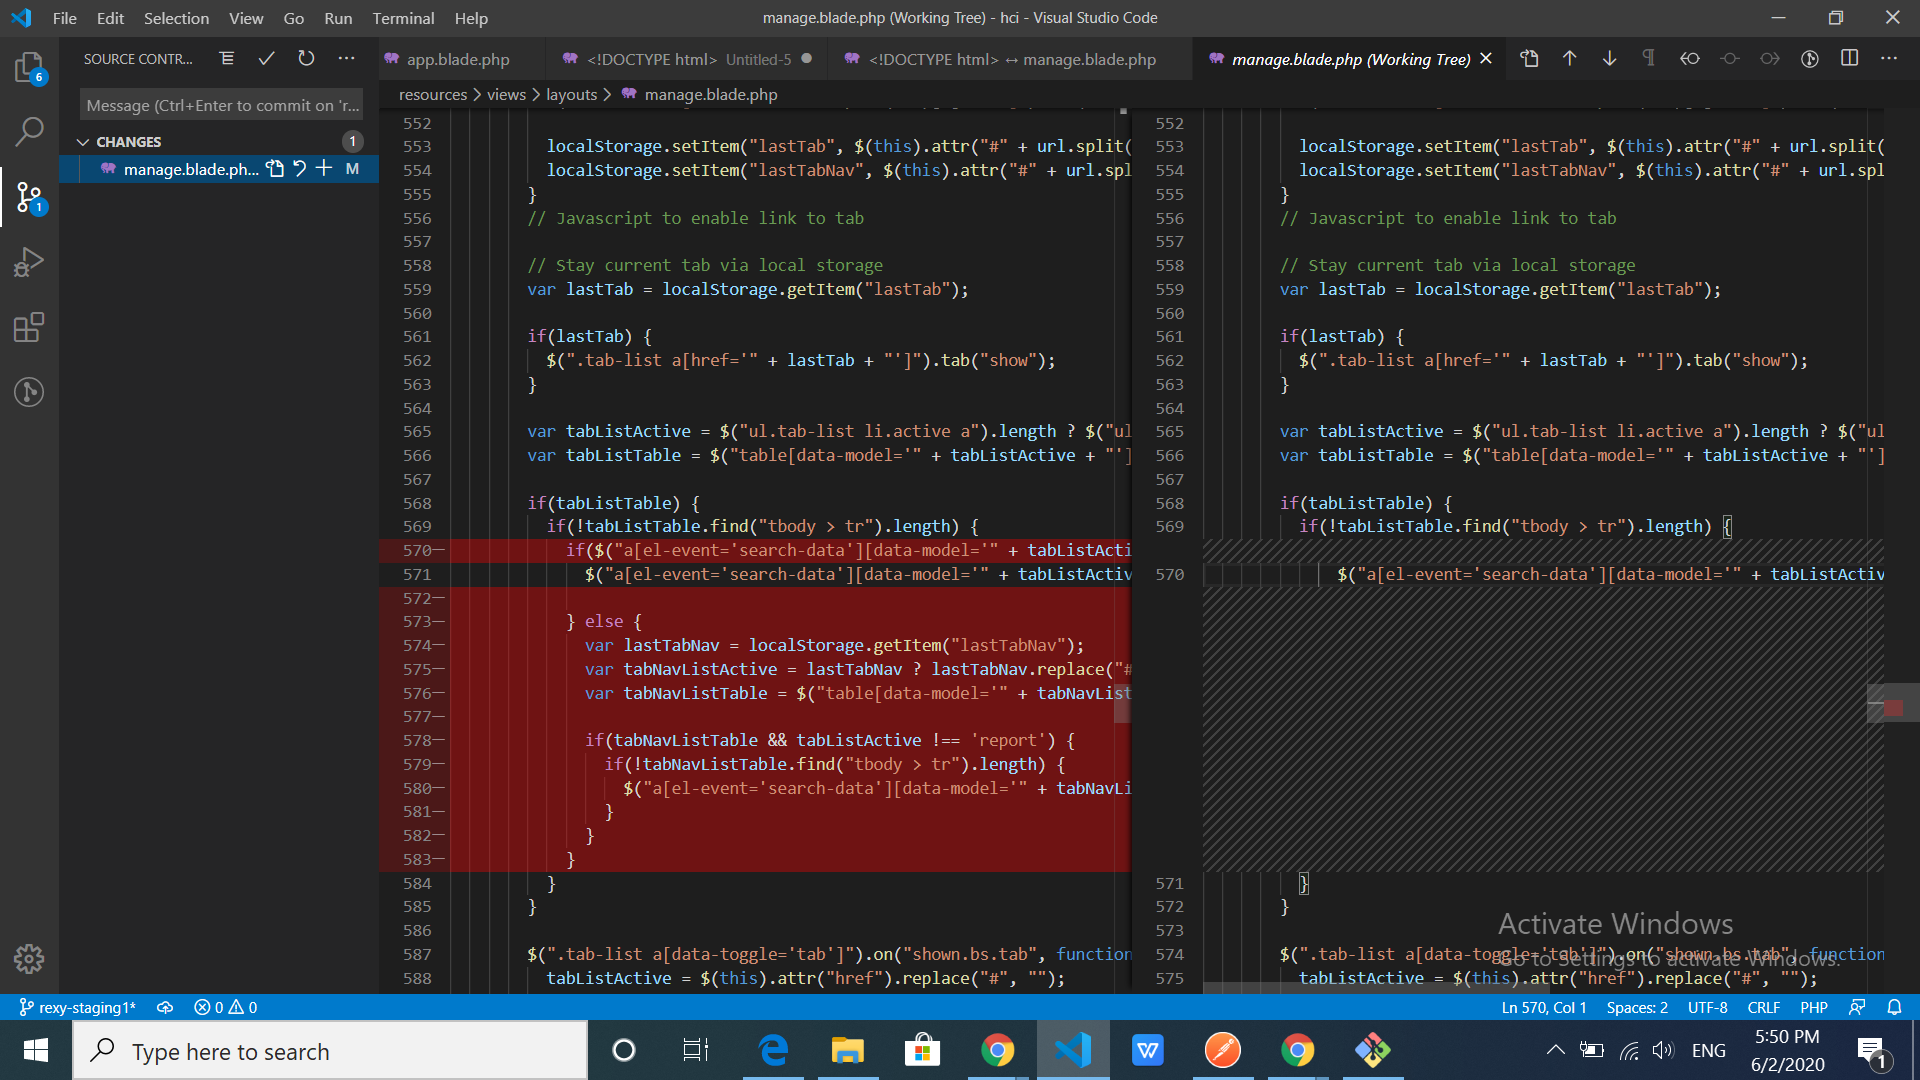 File Edit Selection View Go Run Terminal Help
manage.blade.php (Working Tree) - hci - Visual Studio Code
SOURCE CONTR...
app.blade.php
<!DOCTYPE html> Untitled-5
<!DOCTYPE html> ↔ manage.blade.php
manage.blade.php (Working Tree)
6
Message (Ctrl+Enter to commit on 'r...
resources > views > layouts > manage.blade.php
CHANGES 1
manage.blade.ph... M
1
552
553 localStorage.setItem("lastTab", $(this).attr("#" + url.split(
554 localStorage.setItem("lastTabNav", $(this).attr("#" + url.spl
555 }
556 // Javascript to enable link to tab
557
558 // Stay current tab via local storage
559 var lastTab = localStorage.getItem("lastTab");
560
561 if(lastTab) {
562 $(".tab-list a[href='" + lastTab + "']").tab("show");
563 }
564
565 var tabListActive = $("ul.tab-list li.active a").length ? $("ul
566 var tabListTable = $("table[data-model='" + tabListActive + "']
567
568 if(tabListTable) {
569 if(!tabListTable.find("tbody > tr").length) {
570— if($("a[el-event='search-data'][data-model='" + tabListActi
571 $("a[el-event='search-data'][data-model='" + tabListActiv
572—
573— } else {
574— var lastTabNav = localStorage.getItem("lastTabNav");
575— var tabNavListActive = lastTabNav ? lastTabNav.replace("#
576— var tabNavListTable = $("table[data-model='" + tabNavList
577—
578— if(tabNavListTable && tabListActive !== 'report') {
579— if(!tabNavListTable.find("tbody > tr").length) {
580— $("a[el-event='search-data'][data-model='" + tabNavLi
581— }
582— }
583— }
584 }
585 }
586
587 $(".tab-list a[data-toggle='tab']").on("shown.bs.tab", function
588 tabListActive = $(this).attr("href").replace("#", "");
552
553 localStorage.setItem("lastTab", $(this).attr("#" + url.split(
554 localStorage.setItem("lastTabNav", $(this).attr("#" + url.spl
555 }
556 // Javascript to enable link to tab
557
558 // Stay current tab via local storage
559 var lastTab = localStorage.getItem("lastTab");
560
561 if(lastTab) {
562 $(".tab-list a[href='" + lastTab + "']").tab("show");
563 }
564
565 var tabListActive = $("ul.tab-list li.active a").length ? $("ul
566 var tabListTable = $("table[data-model='" + tabListActive + "']
567
568 if(tabListTable) {
569 if(!tabListTable.find("tbody > tr").length) {
570 $("a[el-event='search-data'][data-model='" + tabListActiv
571 }
572 }
573
574 $(".tab-list a[data-toggle='tab']").on("shown.bs.tab", function
575 tabListActive = $(this).attr("href").replace("#", "");
Activate Windows
Go to Settings to activate Windows.
rexy-staging1* 0 0
Ln 570, Col 1 Spaces: 2 UTF-8 CRLF PHP
Type here to search
W
ENG
5:50 PM
6/2/2020
1